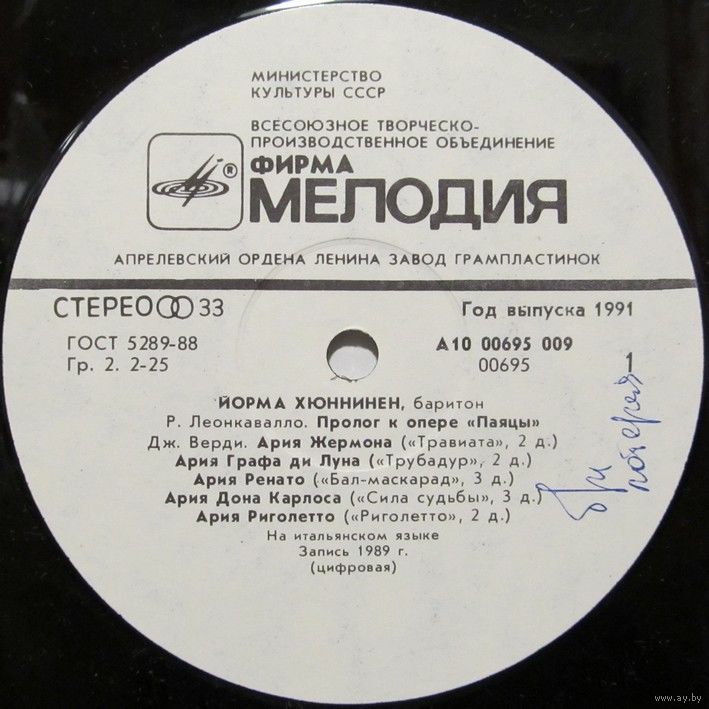 МИНИСТЕРСТВО
КУЛЬТУРЫ СССР
ВСЕСОЮЗНОЕ ТВОРЧЕСКО-
ПРОИЗВОДСТВЕННОЕ ОБЪЕДИНЕНИЕ
ФИРМА
®
МЕЛОДИЯ
АПРЕЛЕВСКИЙ ОРДЕНА ЛЕНИНА ЗАВОД ГРАМПЛАСТИНОК
СТЕРЕО 33
Год выпуска 1991
ГОСТ 5289-88
А10 00695 009
Гр. 2. 2-25
00695
1
ЙОРМА ХЮННИНЕН, баритон
Р. Леонкавалло. Пролог к опере «Паяцы»
Дж. Верди. Ария Жермона («Травиата», 2 д.)
Ария Графа ди Луна («Трубадур», 2 д.)
Ария Ренато («Бал-маскарад», 3 д.)
Ария Дона Карлоса («Сила судьбы», 3 д.)
Ария Риголетто («Риголетто», 2 д.)
На итальянском языке
Запись 1989 г.
(цифровая)
www.ay.by